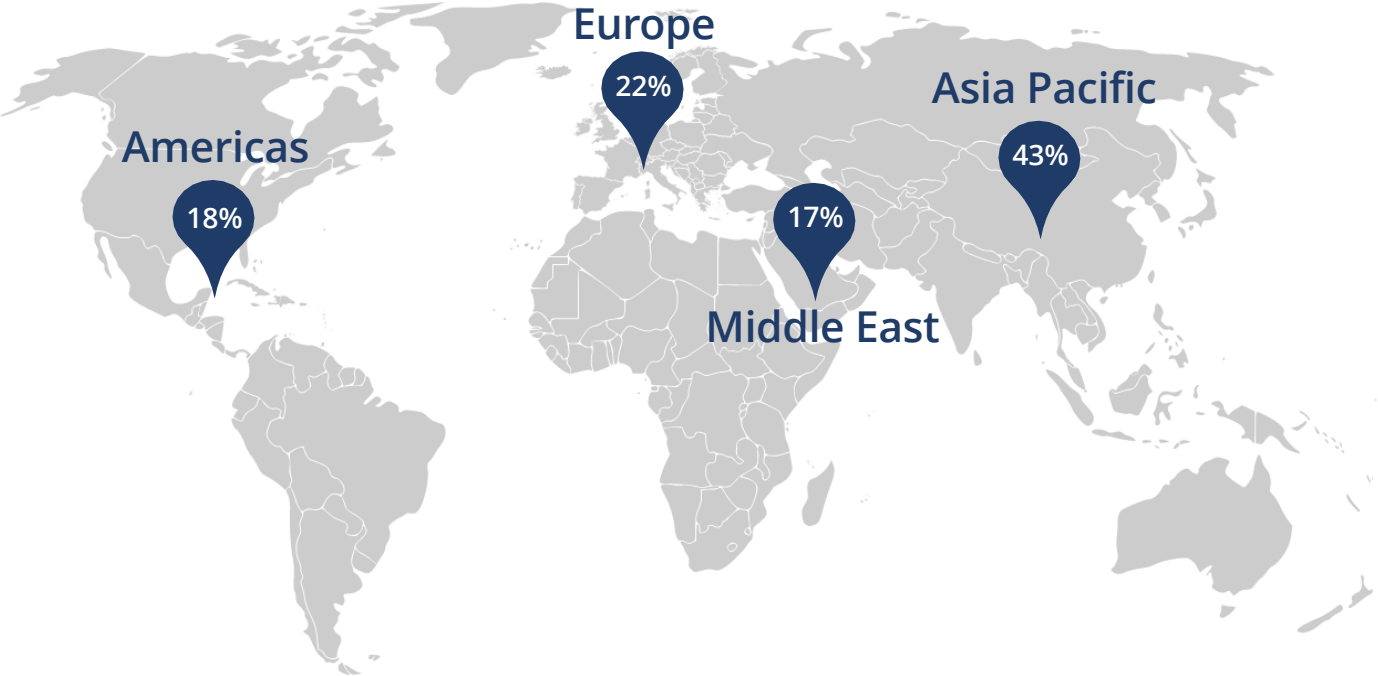 Europe
22%
Asia Pacific
43%
Americas
18%
17%
Middle East